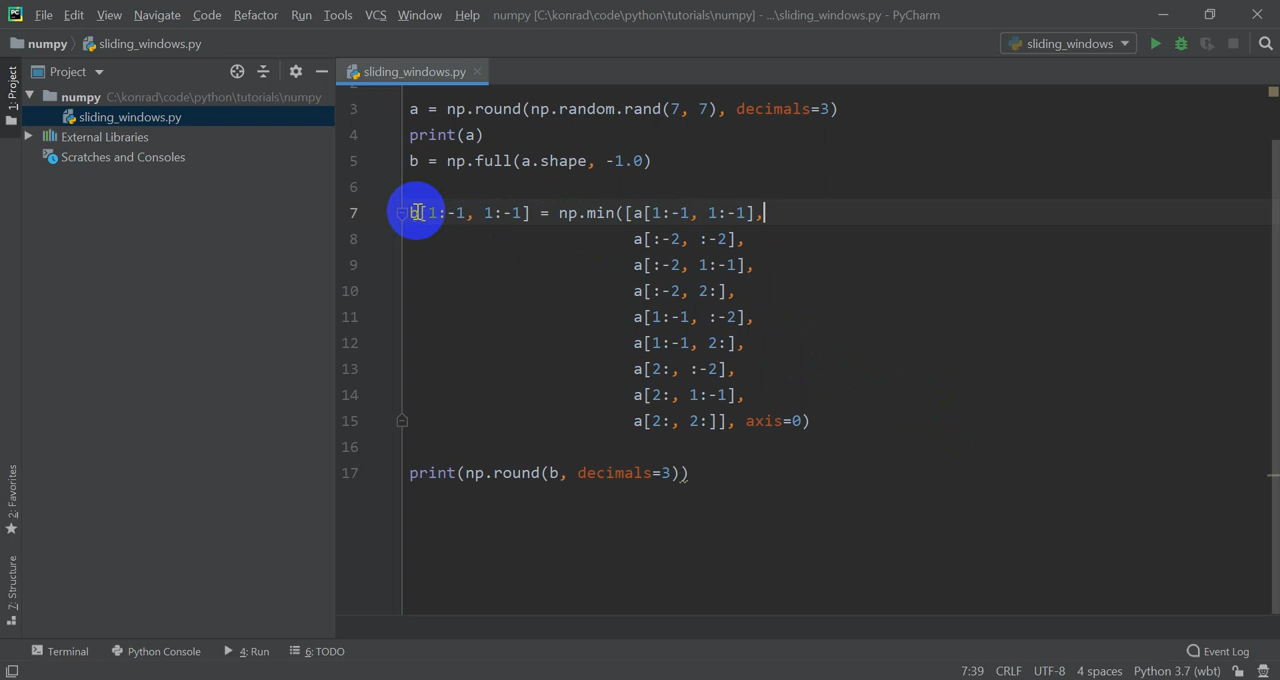 File Edit View Navigate Code Refactor Run Tools VCS Window Help numpy [C:\konrad\code\python\tutorials\numpy] - ...\sliding_windows.py - PyCharm
numpy sliding_windows.py sliding_windows
1: Project
Project
sliding_windows.py
numpy C:\konrad\code\python\tutorials\numpy
sliding_windows.py
External Libraries
Scratches and Consoles
3 a = np.round(np.random.rand(7, 7), decimals=3)
4 print(a)
5 b = np.full(a.shape, -1.0)
6
7 b[1:-1, 1:-1] = np.min([a[1:-1, 1:-1],
8 a[:-2, :-2],
9 a[:-2, 1:-1],
10 a[:-2, 2:],
11 a[1:-1, :-2],
12 a[1:-1, 2:],
13 a[2:, :-2],
14 a[2:, 1:-1],
15 a[2:, 2:]], axis=0)
16
17 print(np.round(b, decimals=3))
2: Favorites
7: Structure
Terminal Python Console 4: Run 6: TODO Event Log
7:39 CRLF UTF-8 4 spaces Python 3.7 (wbt)